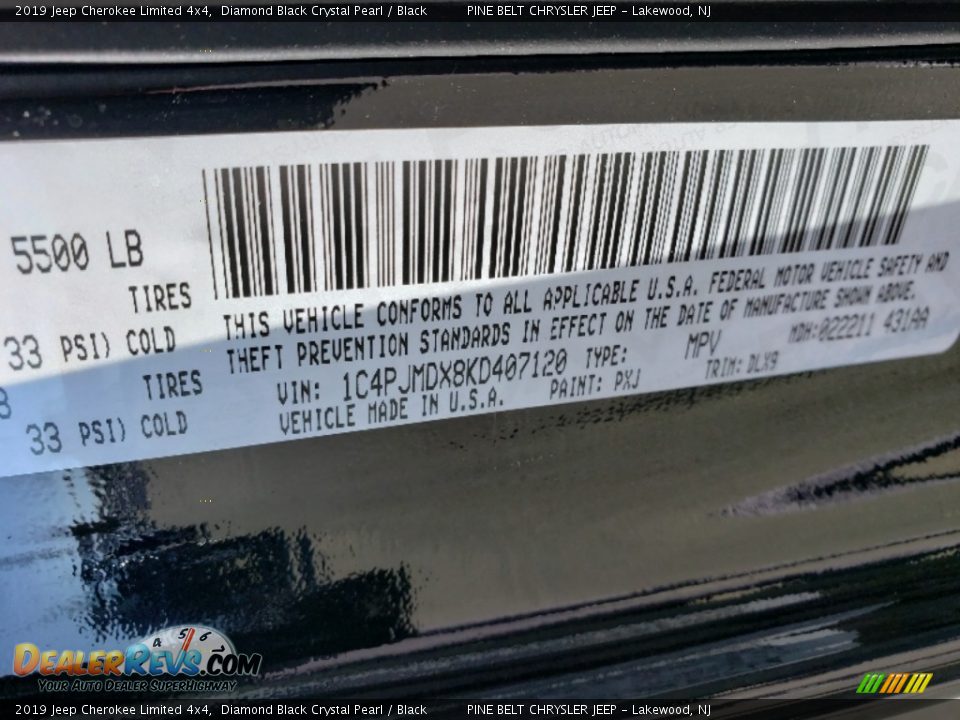 2019 Jeep Cherokee Limited 4x4, Diamond Black Crystal Pearl / Black PINE BELT CHRYSLER JEEP - Lakewood, NJ
5500 LB
TIRES
33 PSI) COLD
TIRES
33 PSI) COLD
THIS VEHICLE CONFORMS TO ALL APPLICABLE U.S.A. FEDERAL MOTOR VEHICLE SAFETY AND
THEFT PREVENTION STANDARDS IN EFFECT ON THE DATE OF MANUFACTURE SHOWN ABOVE.
VIN: 1C4PJMDX8KD407120 TYPE: MPV MDH:022211 431AA
VEHICLE MADE IN U.S.A. PAINT: PXJ TRIM: DLX9
4 5 6
DealerRevs.com
Your Auto Dealer SuperHighway
2019 Jeep Cherokee Limited 4x4, Diamond Black Crystal Pearl / Black PINE BELT CHRYSLER JEEP - Lakewood, NJ